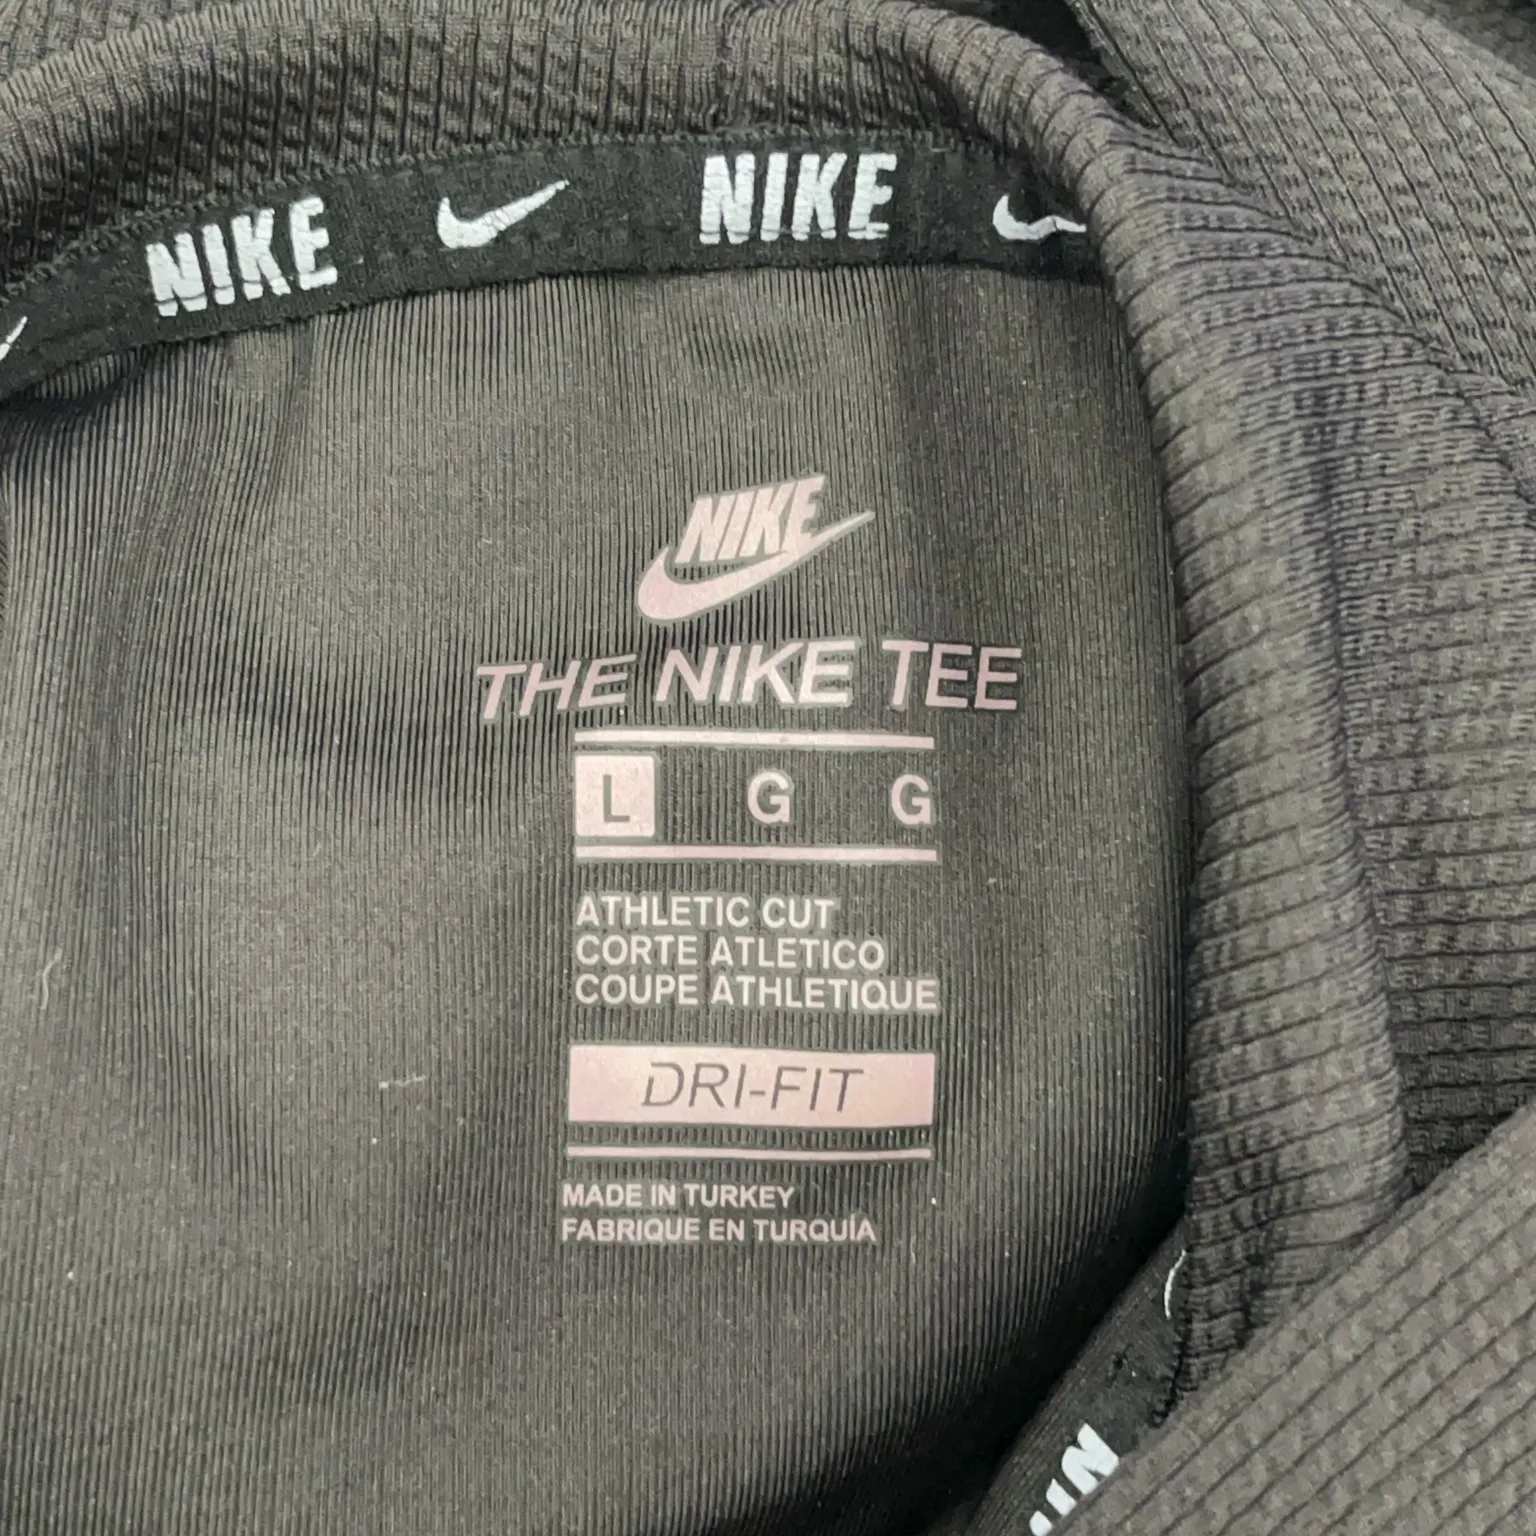 NIKE NIKE
NIKE
THE NIKE TEE
L G G
ATHLETIC CUT
CORTE ATLETICO
COUPE ATHLETIQUE
DRI-FIT
MADE IN TURKEY
FABRIQUE EN TURQUÍA